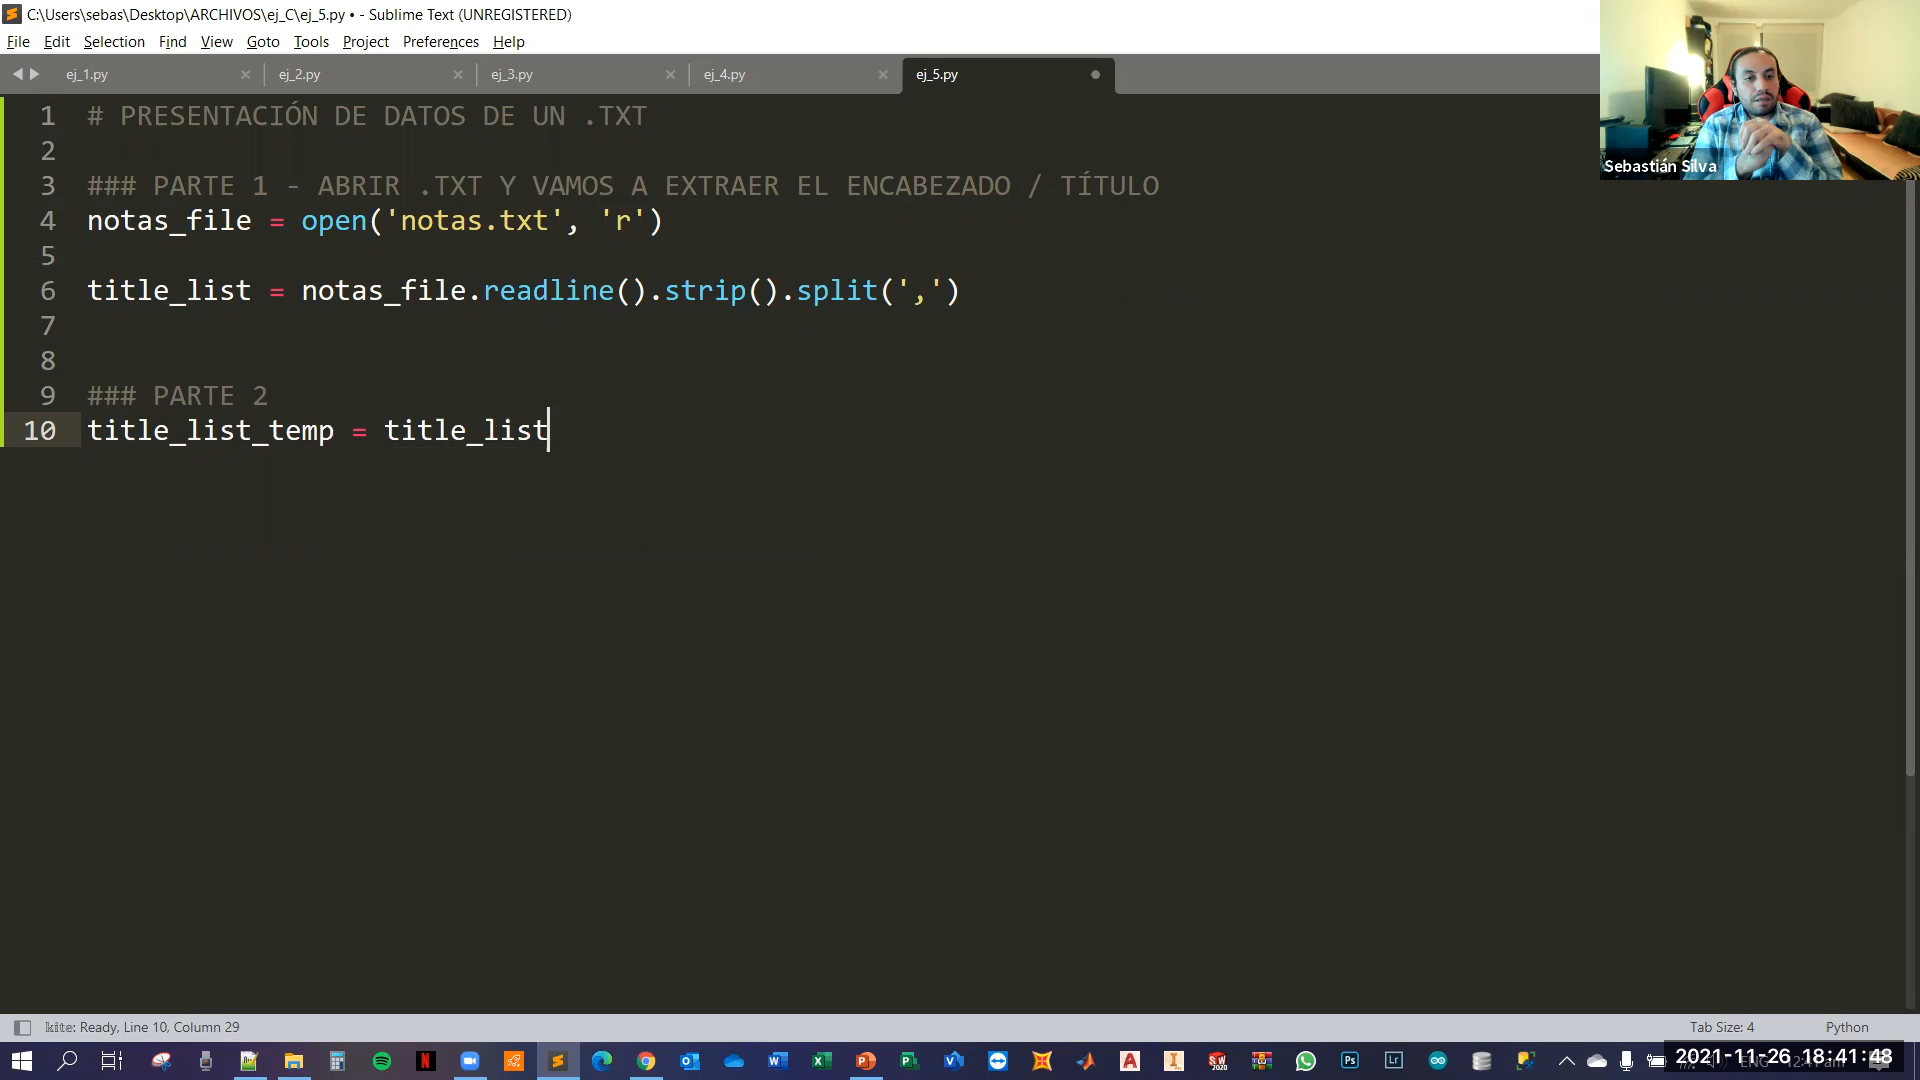 C:\Users\sebas\Desktop\ARCHIVOS\ej_C\ej_5.py • - Sublime Text (UNREGISTERED)
File Edit Selection Find View Goto Tools Project Preferences Help
ej_1.py ej_2.py ej_3.py ej_4.py ej_5.py
1 # PRESENTACIÓN DE DATOS DE UN .TXT
2
3 ### PARTE 1 - ABRIR .TXT Y VAMOS A EXTRAER EL ENCABEZADO / TÍTULO
4 notas_file = open('notas.txt', 'r')
5
6 title_list = notas_file.readline().strip().split(',')
7
8
9 ### PARTE 2
10 title_list_temp = title_list
Sebastián Silva
kite: Ready, Line 10, Column 29
Tab Size: 4 Python
2021-11-26 18:41:48